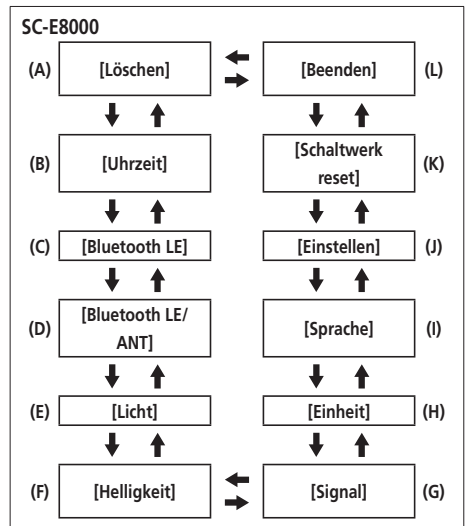 SC-E8000
(A) [Löschen] [Beenden] (L)
(B) [Uhrzeit] [Schaltwerk
reset] (K)
(C) [Bluetooth LE] [Einstellen] (J)
(D) [Bluetooth LE/
ANT] [Sprache] (I)
(E) [Licht] [Einheit] (H)
(F) [Helligkeit] [Signal] (G)